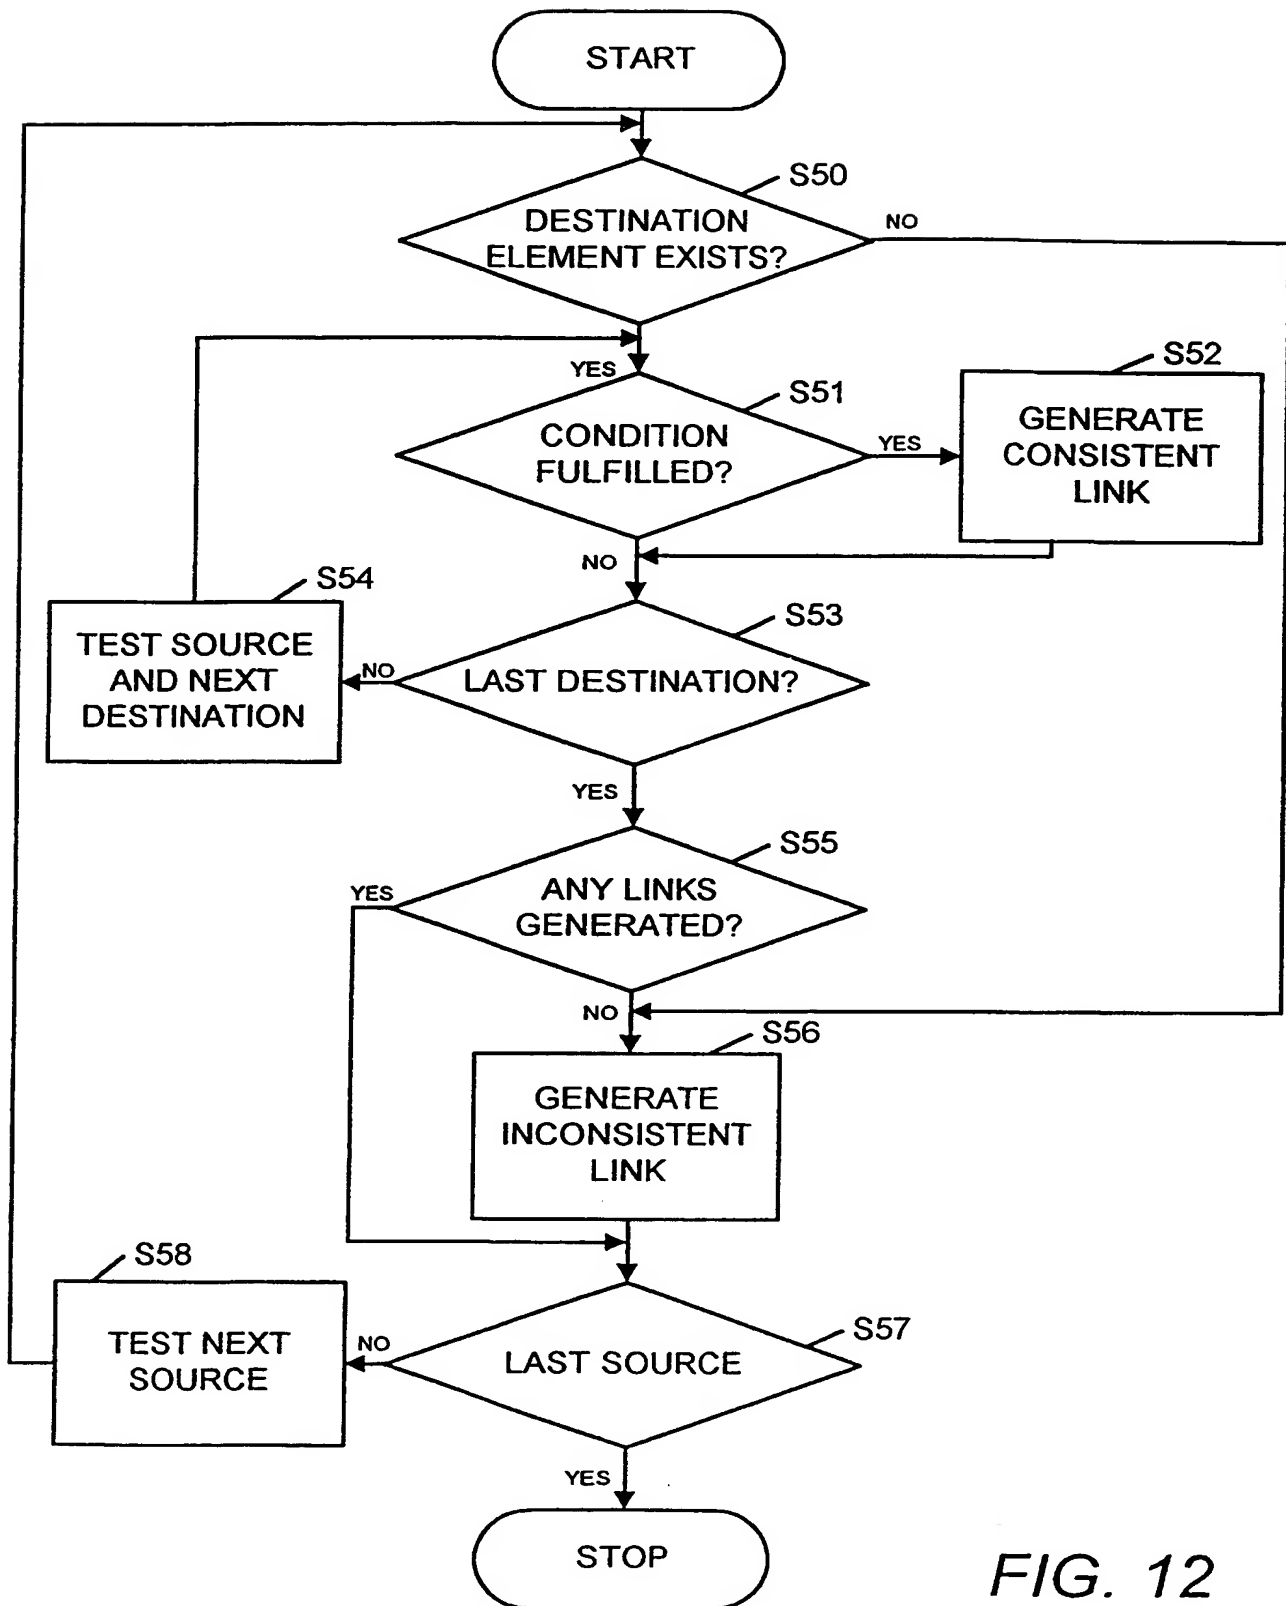 START
S50
DESTINATION
ELEMENT EXISTS?
NO
YES
S51
CONDITION
FULFILLED?
YES
S52
GENERATE
CONSISTENT
LINK
NO
S54
TEST SOURCE
AND NEXT
DESTINATION
S53
LAST DESTINATION?
NO
YES
S55
ANY LINKS
GENERATED?
YES
NO
S56
GENERATE
INCONSISTENT
LINK
S58
TEST NEXT
SOURCE
NO
S57
LAST SOURCE
YES
STOP
FIG. 12